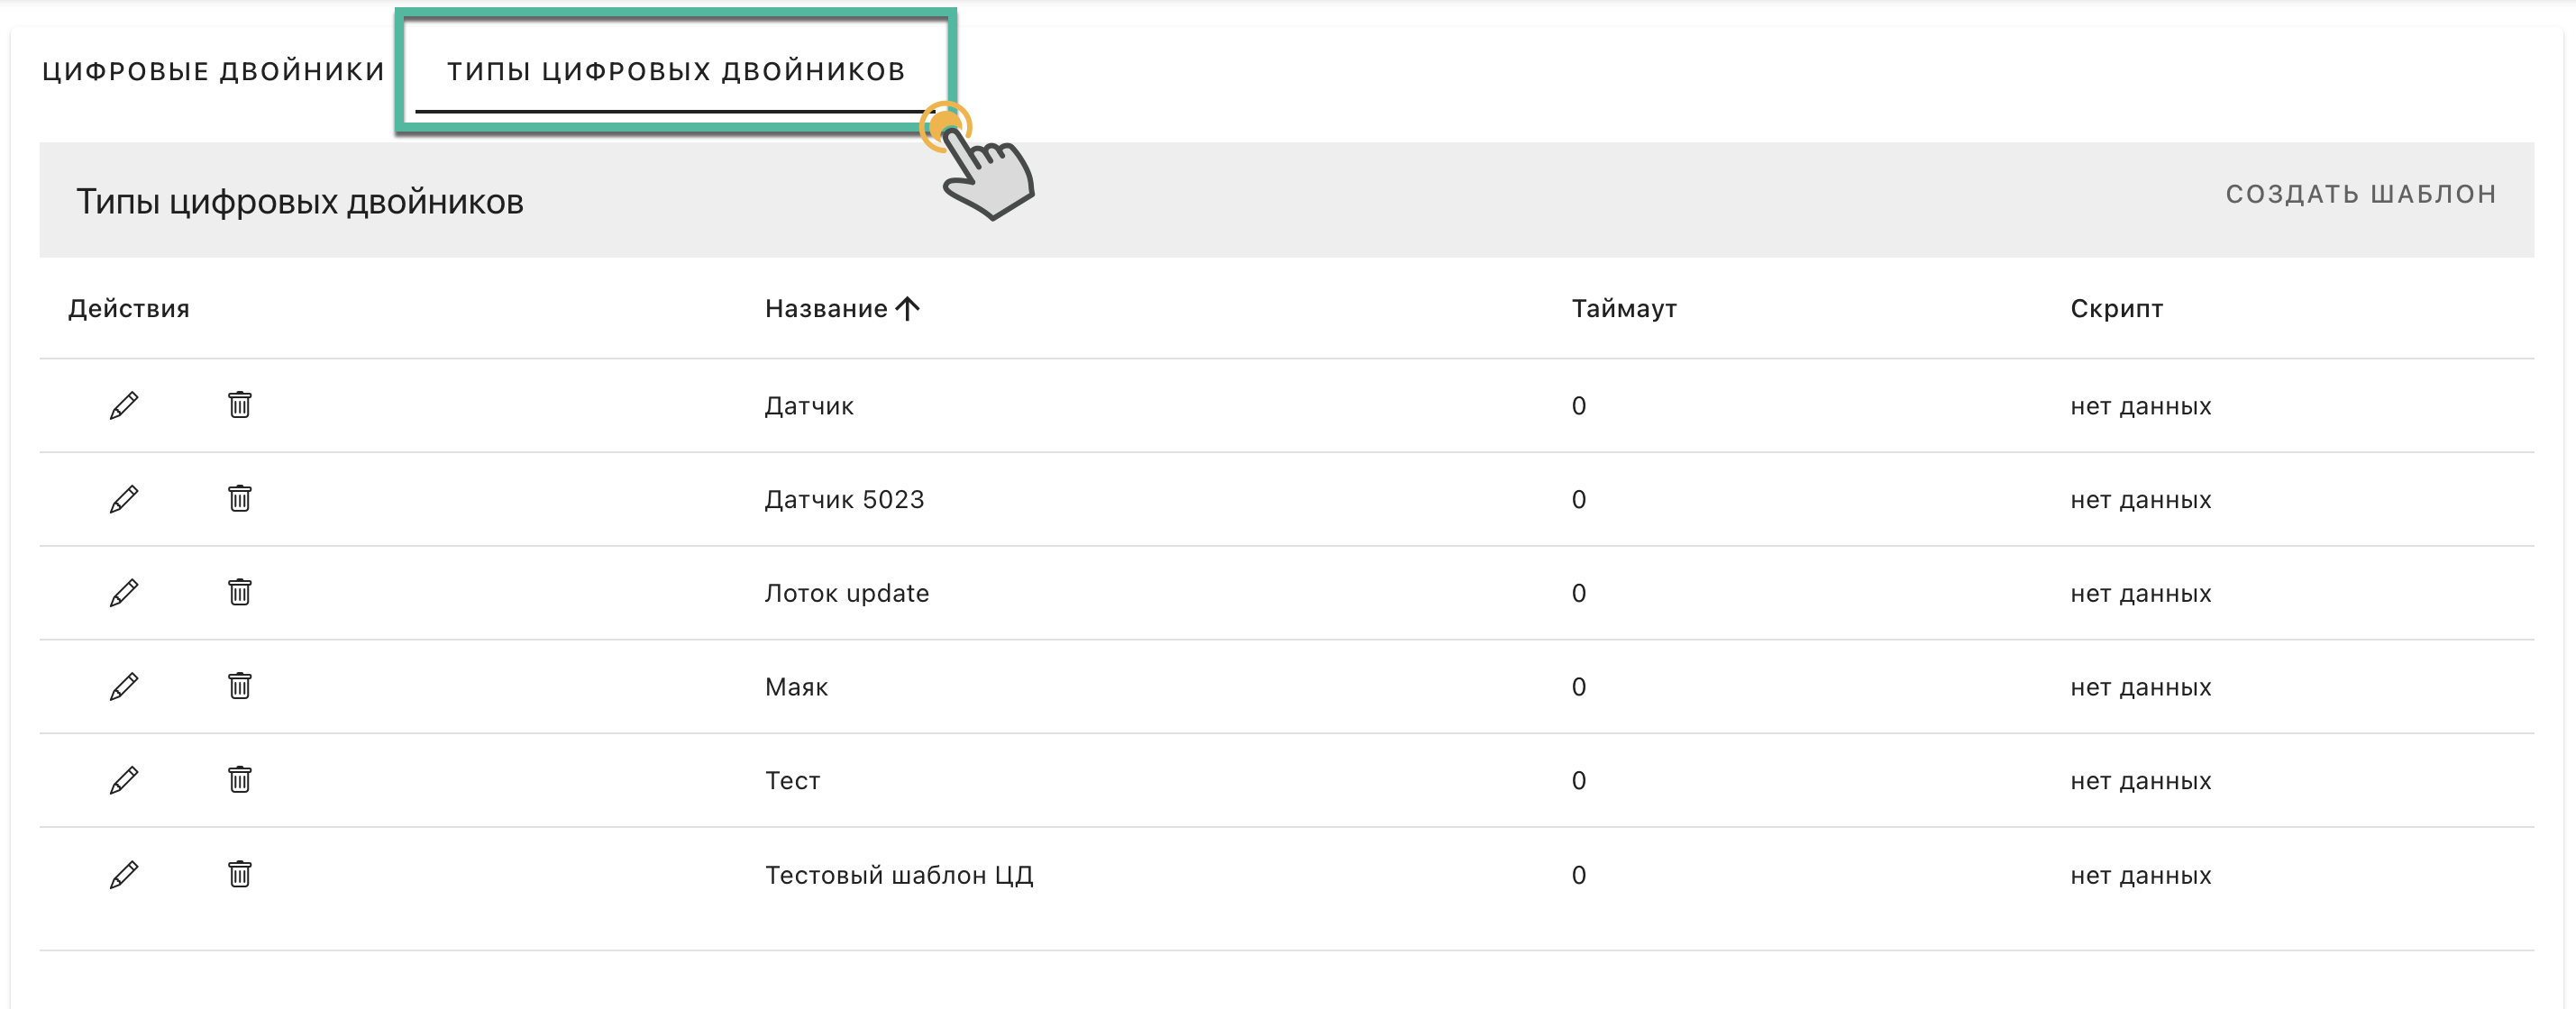 ЦИФРОВЫЕ ДВОЙНИКИ ТИПЫ ЦИФРОВЫХ ДВОЙНИКОВ
Типы цифровых двойников СОЗДАТЬ ШАБЛОН
Действия Название Таймаут Скрипт
Датчик 0 нет данных
Датчик 5023 0 нет данных
Лоток update 0 нет данных
Маяк 0 нет данных
Тест 0 нет данных
Тестовый шаблон ЦД 0 нет данных